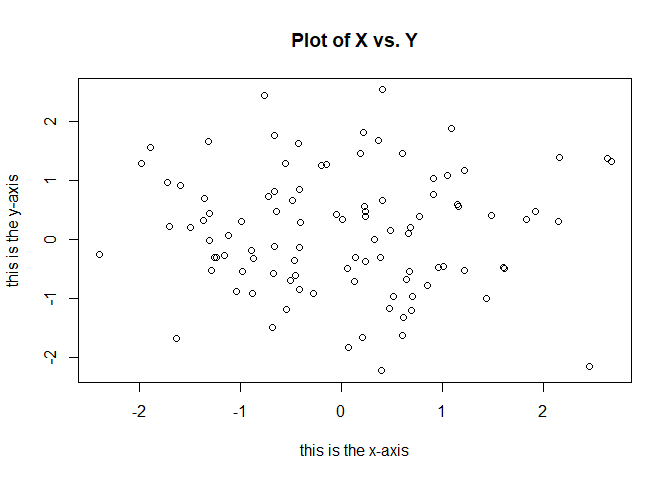 Plot of X vs. Y
this is the y-axis
2
1
0
-1
-2
-2 -1 0 1 2
this is the x-axis